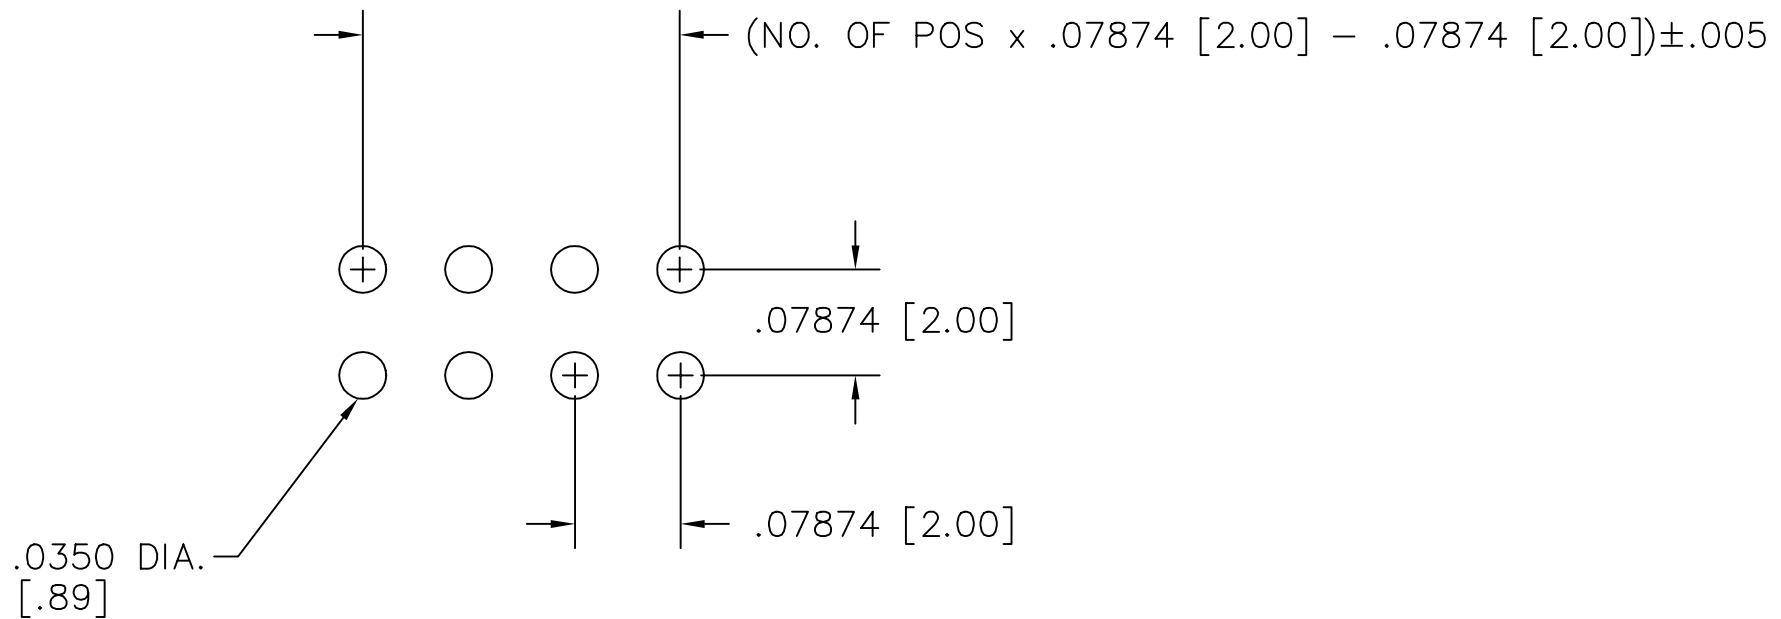 (NO. OF POS x .07874 [2.00] – .07874 [2.00])±.005
.07874 [2.00]
.07874 [2.00]
.0350 DIA.
[.89]